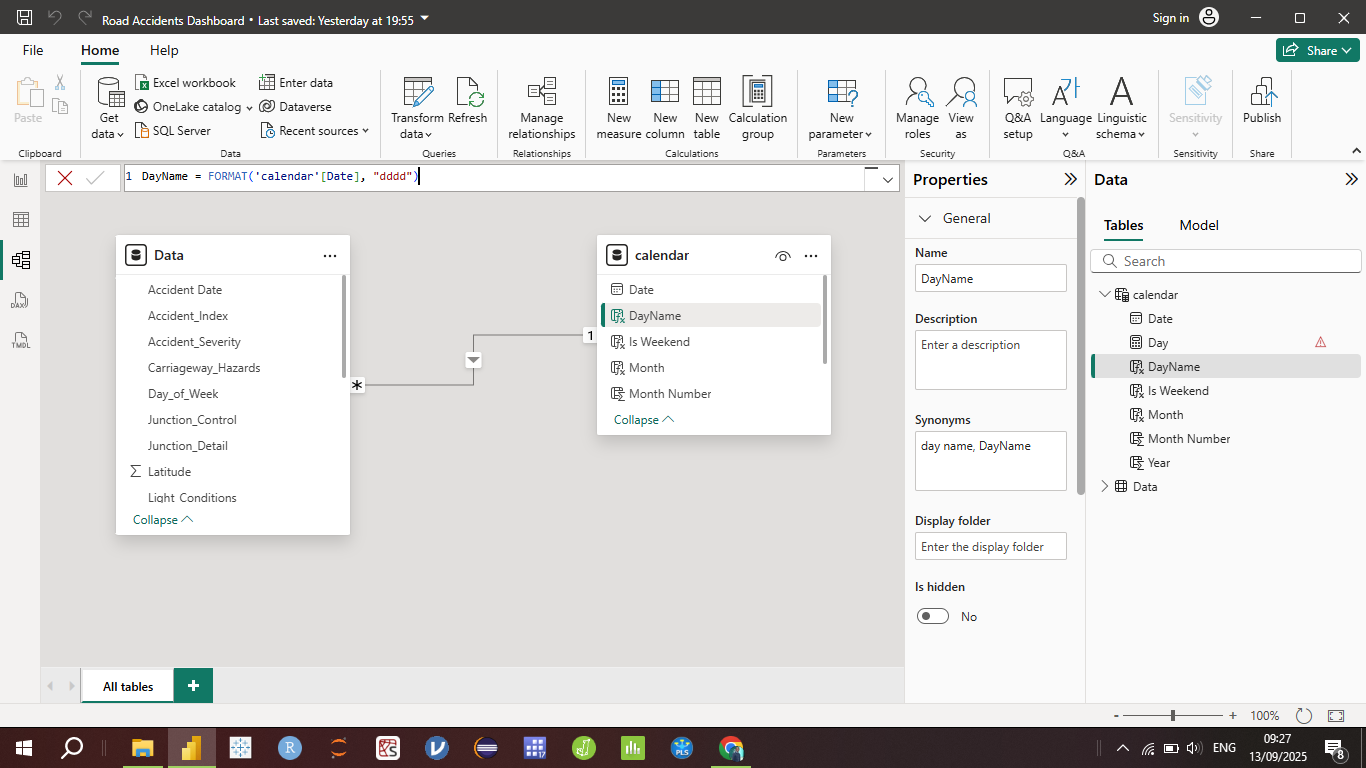 Road Accidents Dashboard • Last saved: Yesterday at 19:55
Sign in
File
Home
Help
Share
Paste
Clipboard
Get data
Excel workbook
OneLake catalog
SQL Server
Enter data
Dataverse
Recent sources
Data
Transform data
Refresh
Queries
Manage relationships
Relationships
New measure
New column
New table
Calculation group
Calculations
New parameter
Parameters
Manage roles
View as
Security
Q&A setup
Language
Linguistic schema
Q&A
Sensitivity
Sensitivity
Publish
Share
1 DayName = FORMAT('calendar'[Date], "dddd")
Data
Accident Date
Accident_Index
Accident_Severity
Carriageway_Hazards
Day_of_Week
Junction_Control
Junction_Detail
Latitude
Light_Conditions
Collapse
*
1
calendar
Date
DayName
Is Weekend
Month
Month Number
Collapse
Properties
General
Name
DayName
Description
Enter a description
Synonyms
day name, DayName
Display folder
Enter the display folder
Is hidden
No
Data
Tables
Model
Search
calendar
Date
Day
DayName
Is Weekend
Month
Month Number
Year
Data
All tables
+
- + 100%
R
17
PLS
ENG
09:27
13/09/2025
8
DAX
TMDL